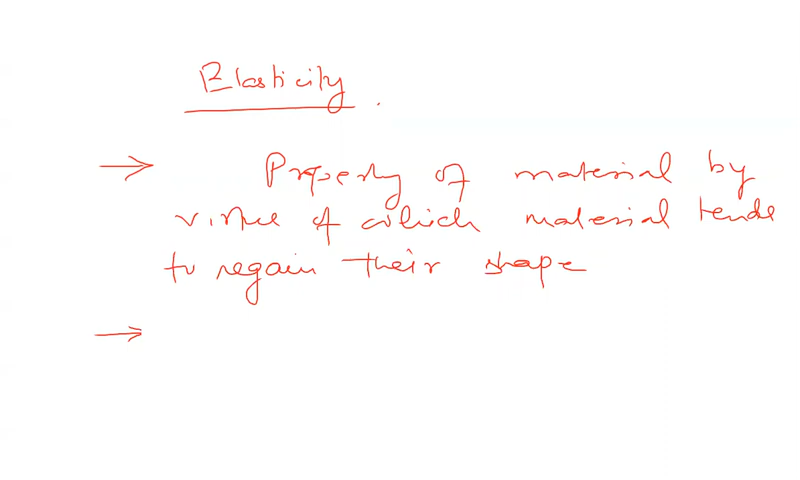 Elasticity.
→ Property of material by
virtue of which material tends
to regain their shape
→